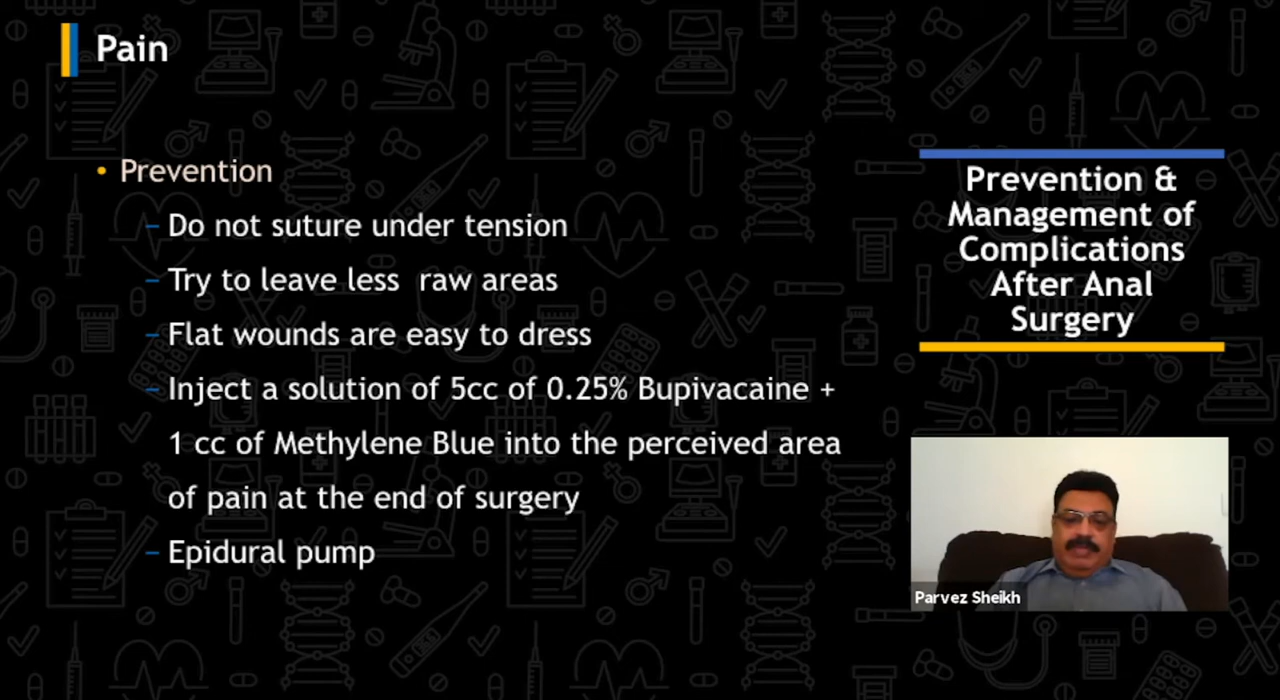 Pain
• Prevention
– Do not suture under tension
– Try to leave less raw areas
– Flat wounds are easy to dress
– Inject a solution of 5cc of 0.25% Bupivacaine +
1 cc of Methylene Blue into the perceived area
of pain at the end of surgery
– Epidural pump
Prevention &
Management of
Complications
After Anal
Surgery
Parvez Sheikh